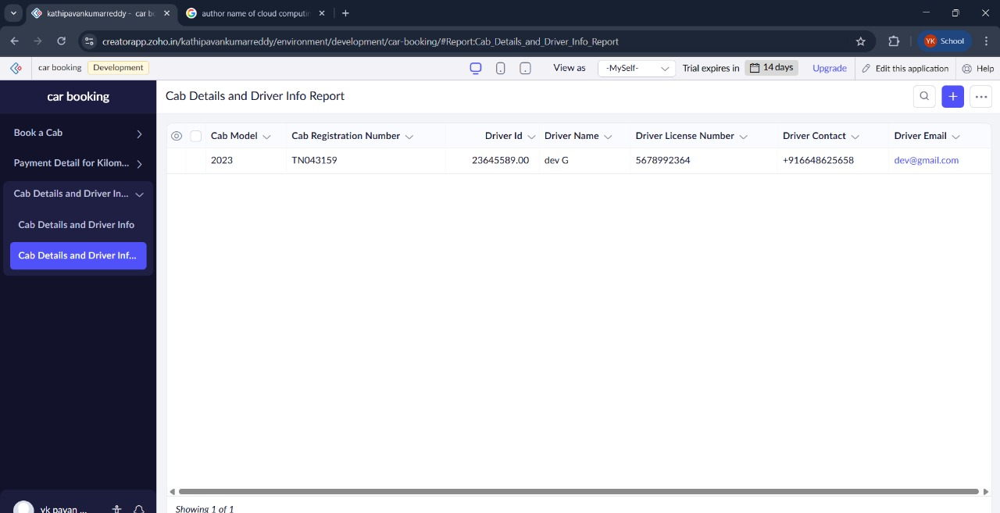 kathipavankumarreddy - car bo
author name of cloud computin
creatorapp.zoho.in/kathipavankumarreddy/environment/development/car-booking/#Report:Cab_Details_and_Driver_Info_Report
YK School
car booking Development View as -MySelf- Trial expires in 14 days Upgrade Edit this application Help
car booking
Cab Details and Driver Info Report
Book a Cab
Payment Detail for Kilom...
Cab Details and Driver In...
Cab Details and Driver Info
Cab Details and Driver Inf...
Cab Model Cab Registration Number Driver Id Driver Name Driver License Number Driver Contact Driver Email
2023 TN043159 23645589.00 dev G 5678992364 +916648625658 dev@gmail.com
yk pavan ...
Showing 1 of 1